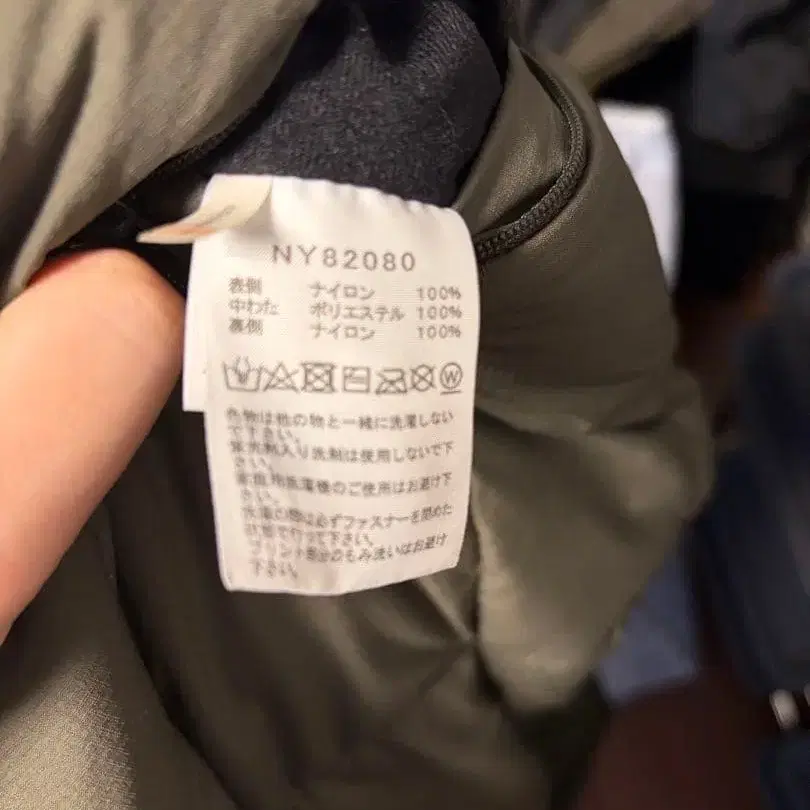 NY82080
表側 ナイロン 100%
中わた ポリエステル 100%
裏側 ナイロン 100%
W
色物は他の物と一緒に洗濯しない
で下さい。
蛍光剤入り洗剤は使用しないで下
さい。
家庭用洗濯機のご使用はお避け下
さい。
洗濯の際は必ずファスナーを閉めた
状態で行って下さい。
プリント部分のもみ洗いはお避け
下さい。